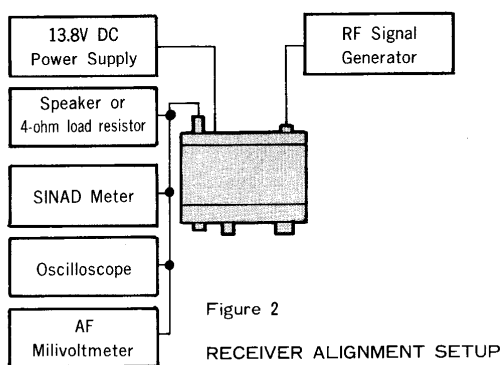 13.8V DC
Power Supply
RF Signal
Generator
Speaker or
4-ohm load resistor
SINAD Meter
Oscilloscope
AF
Milivoltmeter
Figure 2
RECEIVER ALIGNMENT SETUP